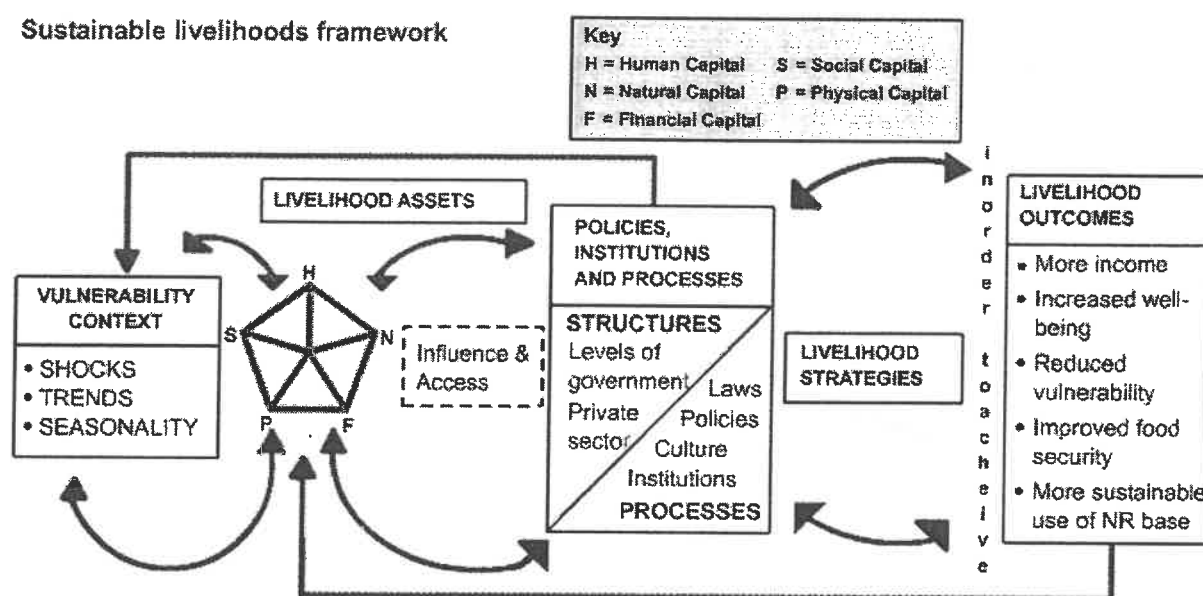 Sustainable livelihoods framework
Key
H = Human Capital S = Social Capital
N = Natural Capital P = Physical Capital
F = Financial Capital
LIVELIHOOD ASSETS
VULNERABILITY
CONTEXT
• SHOCKS
• TRENDS
• SEASONALITY
H
S
N
P
F
Influence &
Access
POLICIES,
INSTITUTIONS
AND PROCESSES
STRUCTURES
Levels of
government
Private
sector
Laws
Policies
Culture
Institutions
PROCESSES
LIVELIHOOD
STRATEGIES
inorder to acheive
LIVELIHOOD
OUTCOMES
• More income
• Increased well-
being
• Reduced
vulnerability
• Improved food
security
• More sustainable
use of NR base